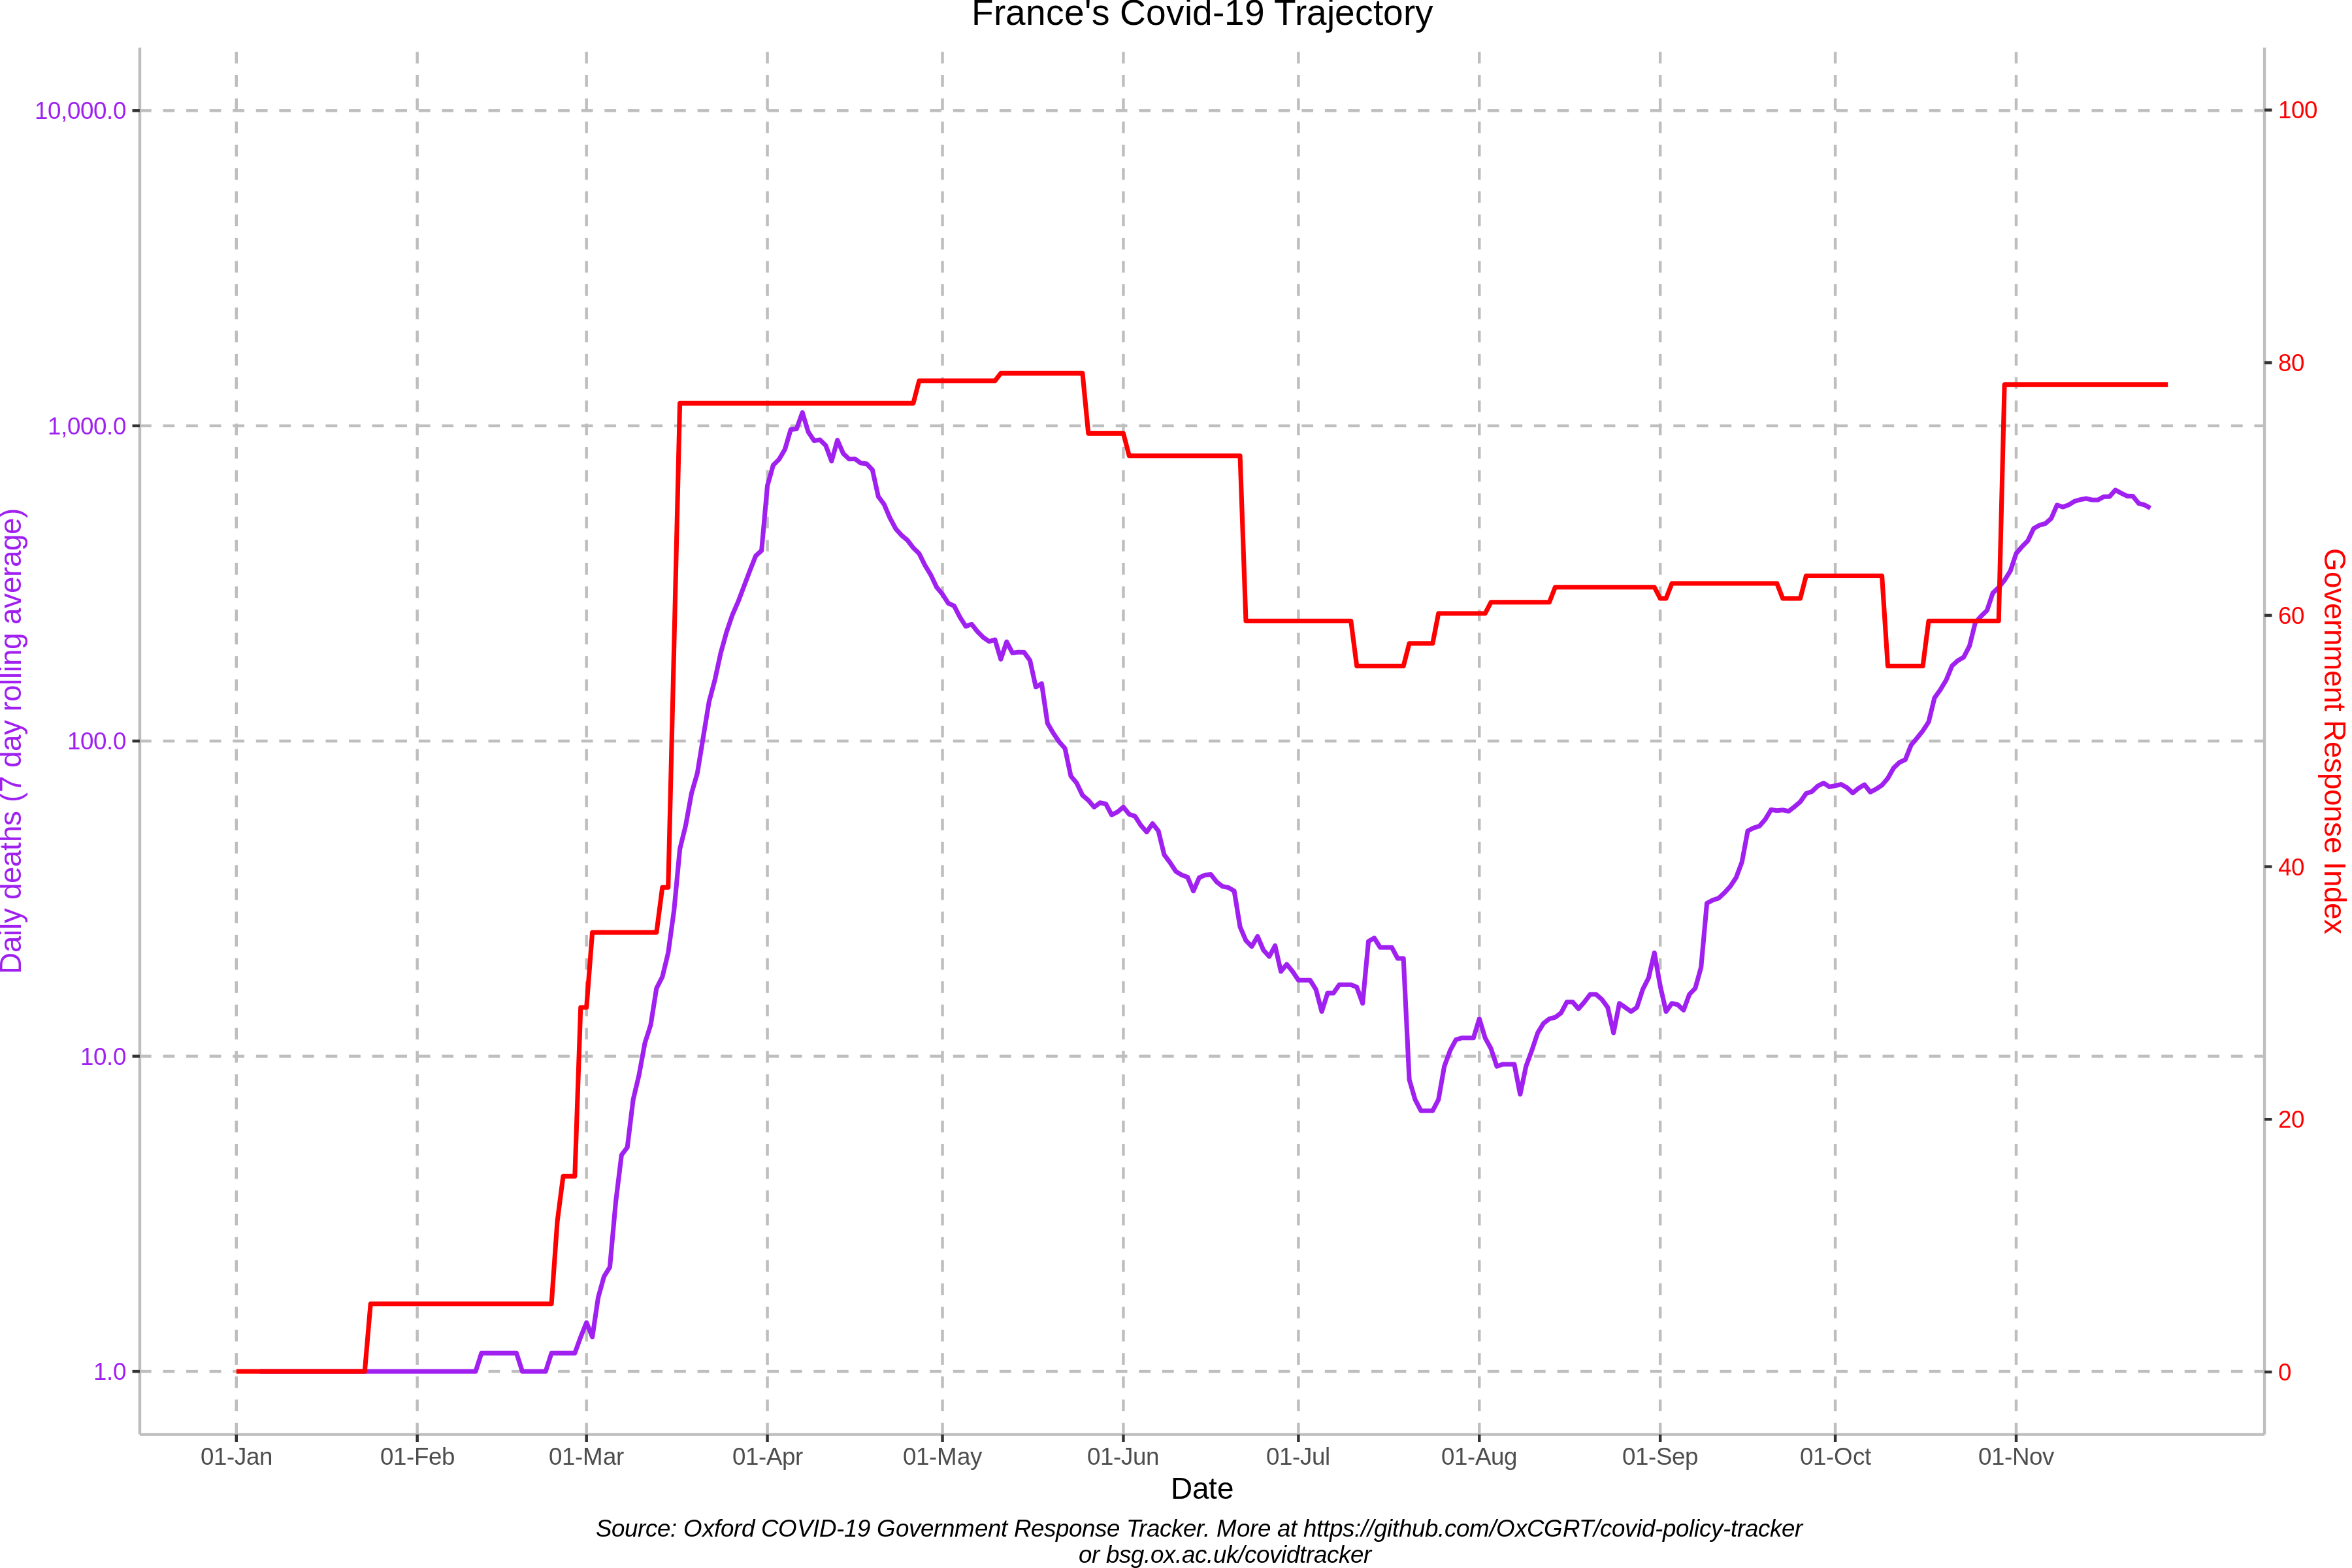 France's Covid-19 Trajectory
10,000.0
1,000.0
100.0
10.0
1.0
Daily deaths (7 day rolling average)
100
80
60
40
20
0
Government Response Index
01-Jan
01-Feb
01-Mar
01-Apr
01-May
01-Jun
01-Jul
01-Aug
01-Sep
01-Oct
01-Nov
Date
Source: Oxford COVID-19 Government Response Tracker. More at https://github.com/OxCGRT/covid-policy-tracker
or bsg.ox.ac.uk/covidtracker